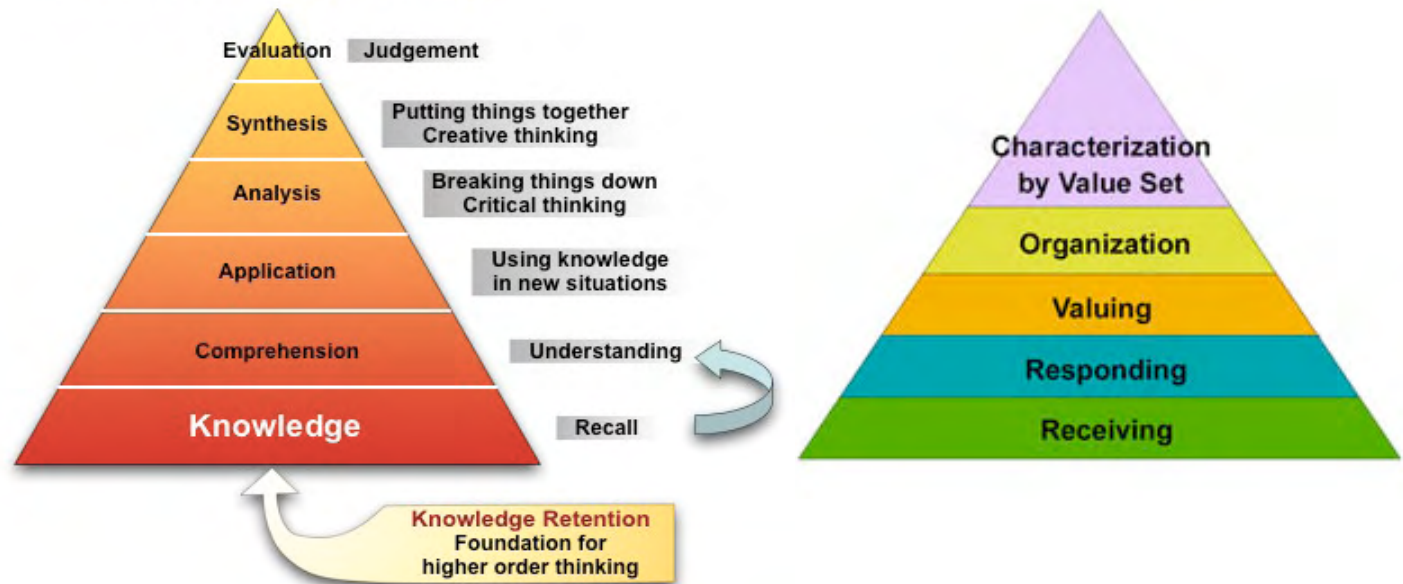 Evaluation
Judgement
Synthesis
Putting things together
Creative thinking
Analysis
Breaking things down
Critical thinking
Application
Using knowledge
in new situations
Comprehension
Understanding
Knowledge
Recall
Knowledge Retention
Foundation for
higher order thinking
Characterization
by Value Set
Organization
Valuing
Responding
Receiving